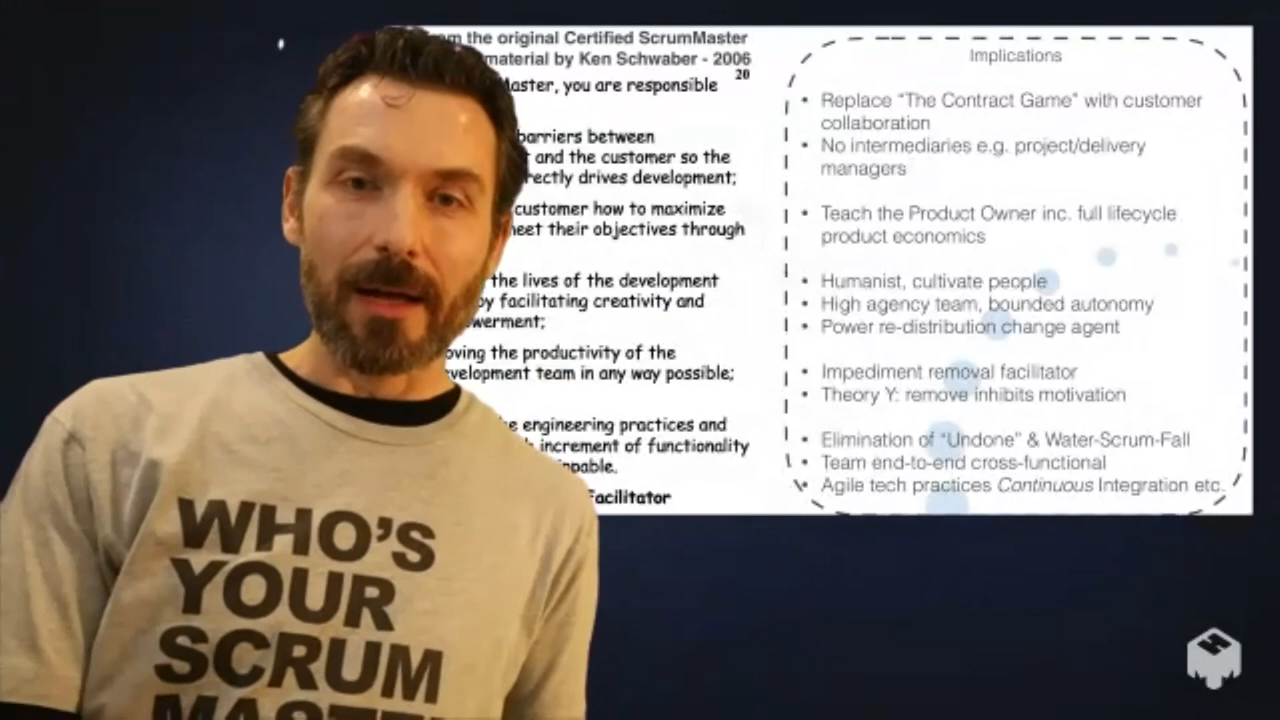 the original Certified ScrumMaster
material by Ken Schwaber - 2006
20
Master, you are responsible
barriers between
and the customer so the
directly drives development;
customer how to maximize
meet their objectives through
the lives of the development
by facilitating creativity and
oving the productivity of the
development team in any way possible;
engineering practices and
increment of functionality
Facilitator
Implications
• Replace “The Contract Game” with customer
collaboration
• No intermediaries e.g. project/delivery
managers
• Teach the Product Owner inc. full lifecycle
product economics
• Humanist, cultivate people
• High agency team, bounded autonomy
• Power re-distribution change agent
• Impediment removal facilitator
• Theory Y: remove inhibits motivation
• Elimination of “Undone” & Water-Scrum-Fall
• Team end-to-end cross-functional
• Agile tech practices Continuous Integration etc.
WHO'S
YOUR
SCRUM